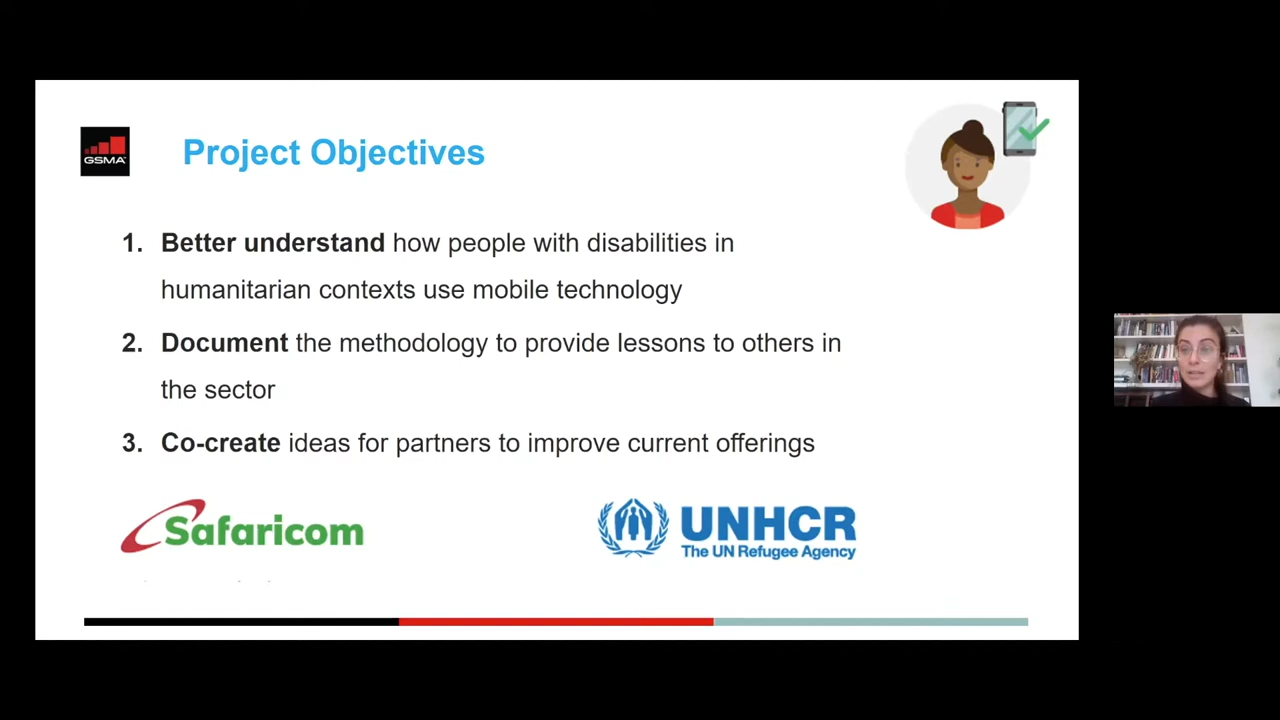 GSMA
Project Objectives
1. Better understand how people with disabilities in
humanitarian contexts use mobile technology
2. Document the methodology to provide lessons to others in
the sector
3. Co-create ideas for partners to improve current offerings
Safaricom
UNHCR
The UN Refugee Agency